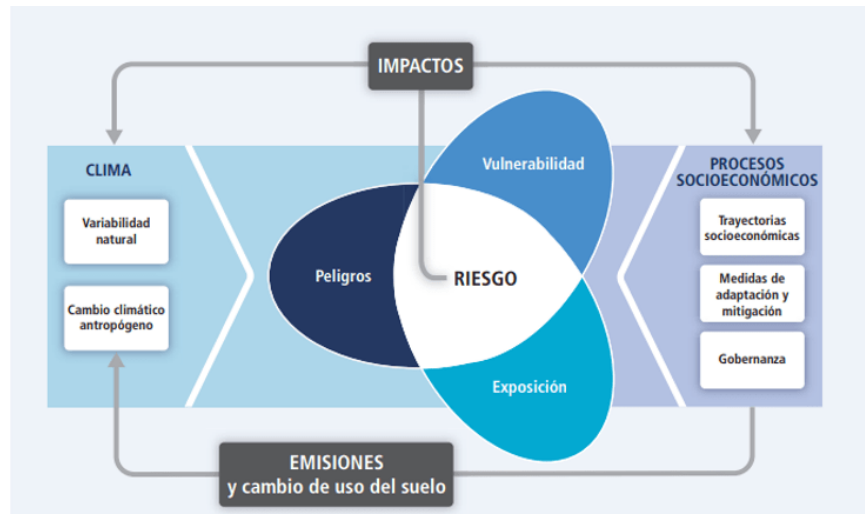 IMPACTOS
CLIMA
Variabilidad
natural
Cambio climático
antropógeno
Peligros
Vulnerabilidad
RIESGO
Exposición
PROCESOS
SOCIOECONÓMICOS
Trayectorias
socioeconómicas
Medidas de
adaptación y
mitigación
Gobernanza
EMISIONES
y cambio de uso del suelo